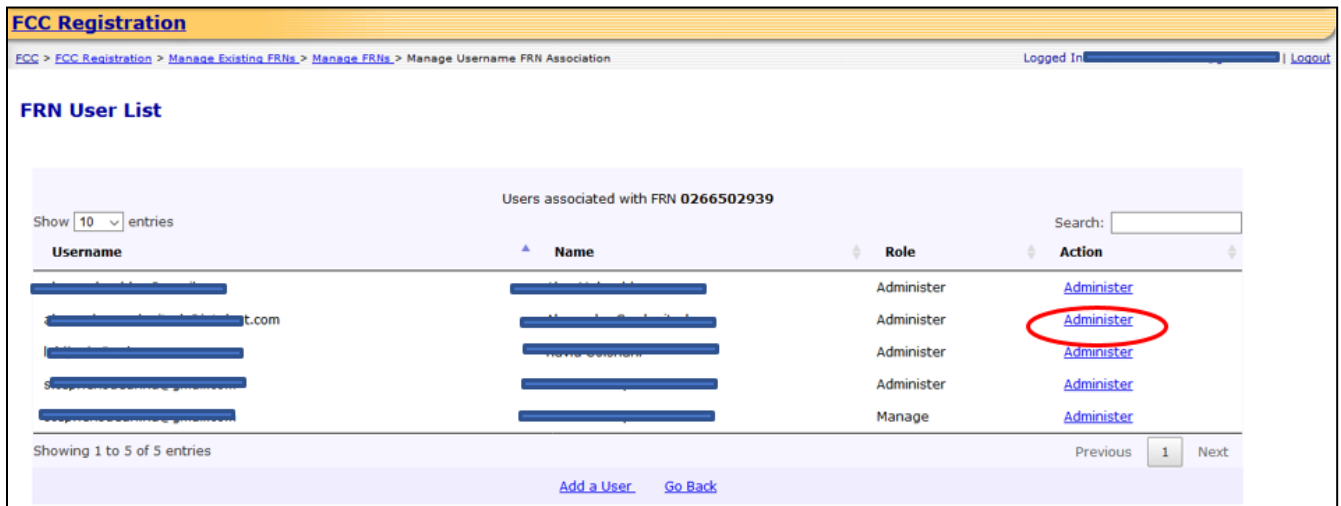 FCC Registration
FCC > FCC Registration > Manage Existing FRNs > Manage FRNs > Manage Username FRN Association Logged In | Logout
FRN User List
Users associated with FRN 0266502939
Show 10 entries Search:
Username Name Role Action
Administer Administer
t.com Administer Administer
Administer Administer
Administer Administer
Manage Administer
Showing 1 to 5 of 5 entries Previous 1 Next
Add a User Go Back